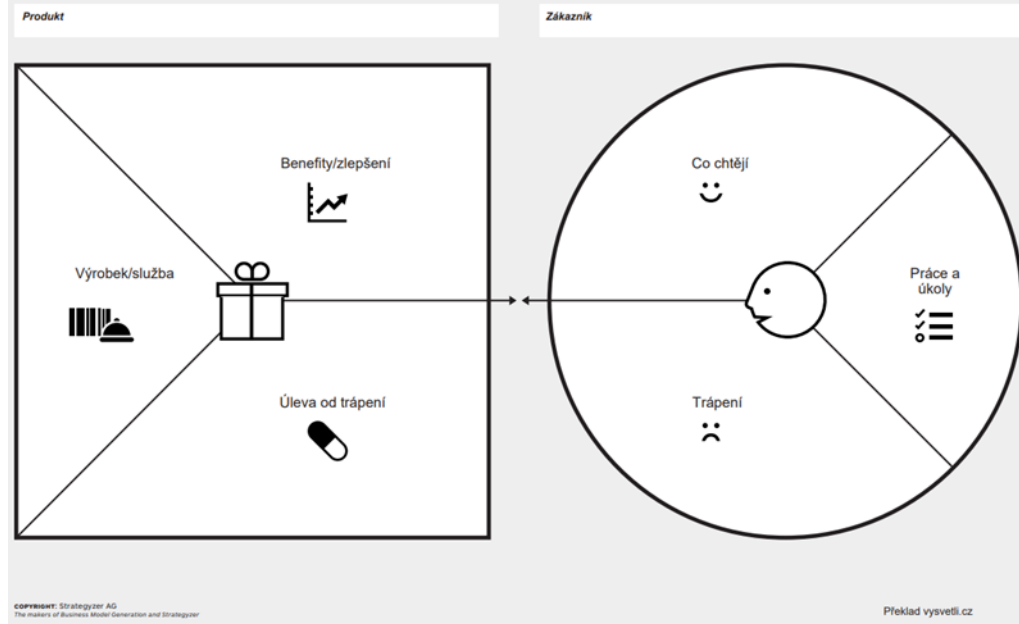 Produkt
Zákazník
Benefity/zlepšení
Výrobek/služba
Úleva od trápení
Co chtějí
Práce a
úkoly
Trápení
COPYRIGHT: Strategyzer AG
The makers of Business Model Generation and Strategyzer
Překlad vysvetli.cz